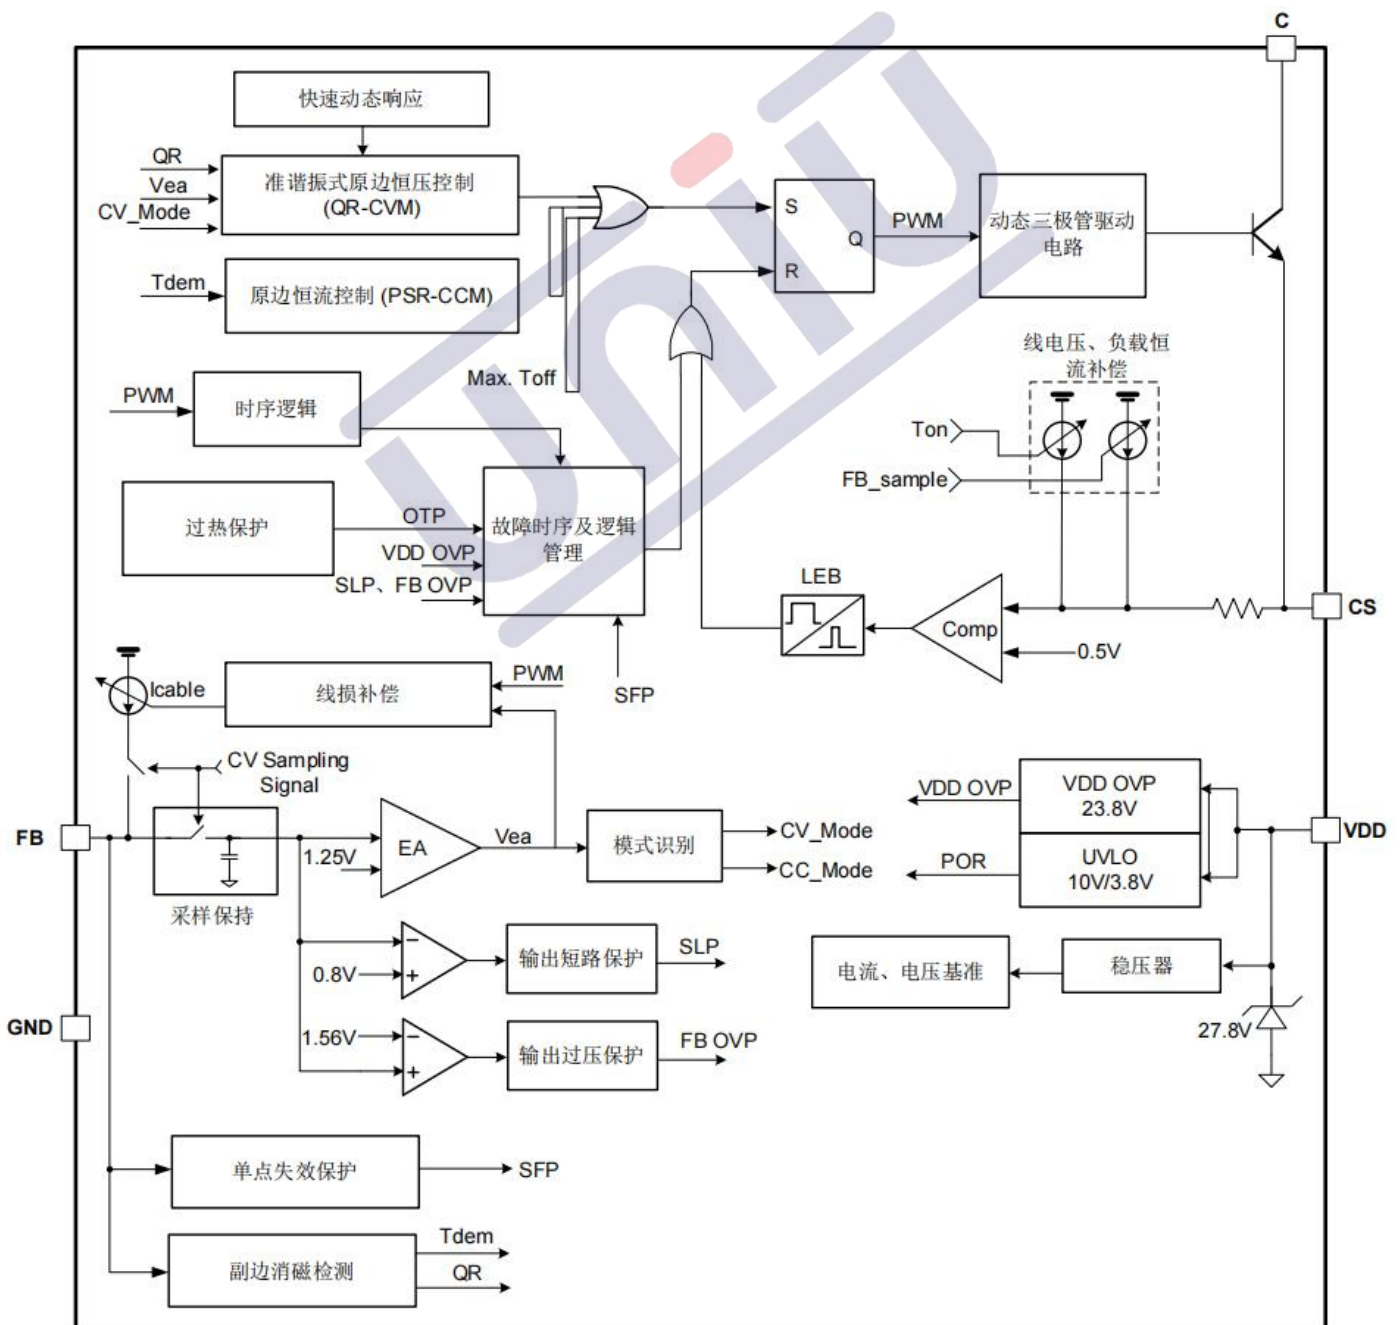 C
快速动态响应
QR
Vea
CV_Mode
准谐振式原边恒压控制
(QR-CVM)
Tdem
原边恒流控制 (PSR-CCM)
Max. Toff
S
R
Q
PWM
动态三极管驱动
电路
线电压、负载恒
流补偿
Ton
FB_sample
PWM
时序逻辑
过热保护
OTP
VDD OVP
SLP、FB OVP
故障时序及逻辑
管理
SFP
LEB
Comp
0.5V
CS
Icable
线损补偿
PWM
CV Sampling
Signal
FB
采样保持
1.25V
EA
Vea
模式识别
CV_Mode
CC_Mode
VDD OVP
POR
VDD OVP
23.8V
UVLO
10V/3.8V
VDD
0.8V
-
+
输出短路保护
SLP
1.56V
-
+
输出过压保护
FB OVP
电流、电压基准
稳压器
27.8V
GND
单点失效保护
SFP
副边消磁检测
Tdem
QR
uniu